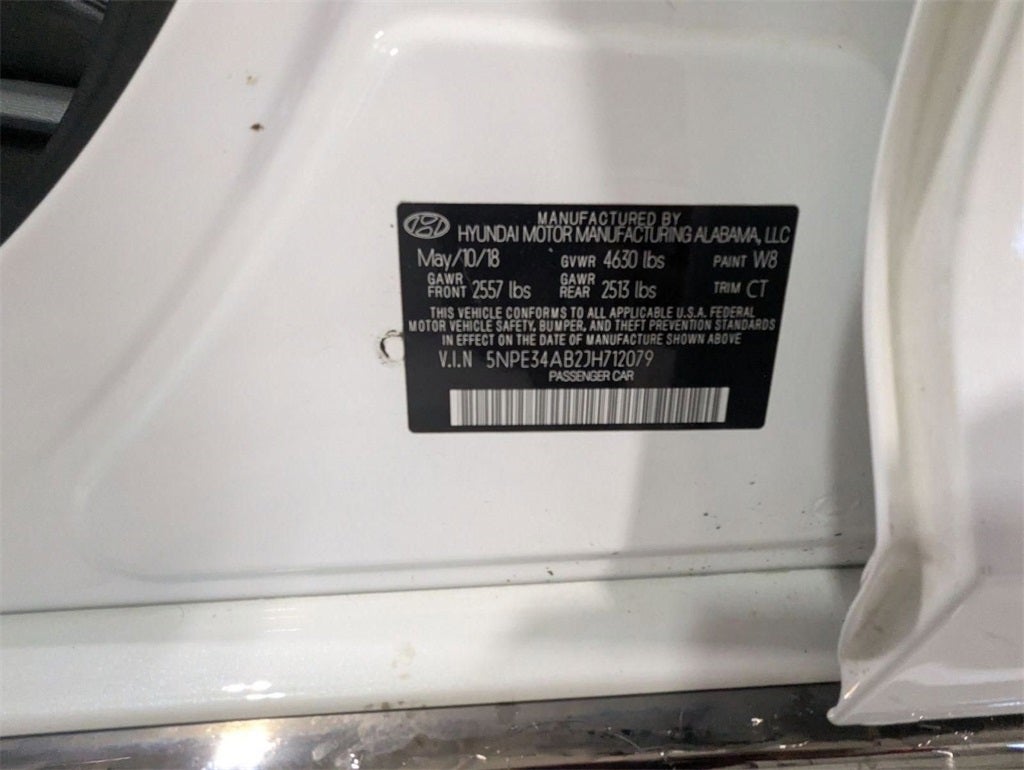 MANUFACTURED BY
HYUNDAI MOTOR MANUFACTURING ALABAMA, LLC
May/10/18 GVWR 4630 lbs PAINT W8
GAWR FRONT 2557 lbs GAWR REAR 2513 lbs TRIM CT
THIS VEHICLE CONFORMS TO ALL APPLICABLE U.S.A. FEDERAL
MOTOR VEHICLE SAFETY, BUMPER, AND THEFT PREVENTION STANDARDS
IN EFFECT ON THE DATE OF MANUFACTURE SHOWN ABOVE
V.I.N 5NPE34AB2JH712079
PASSENGER CAR